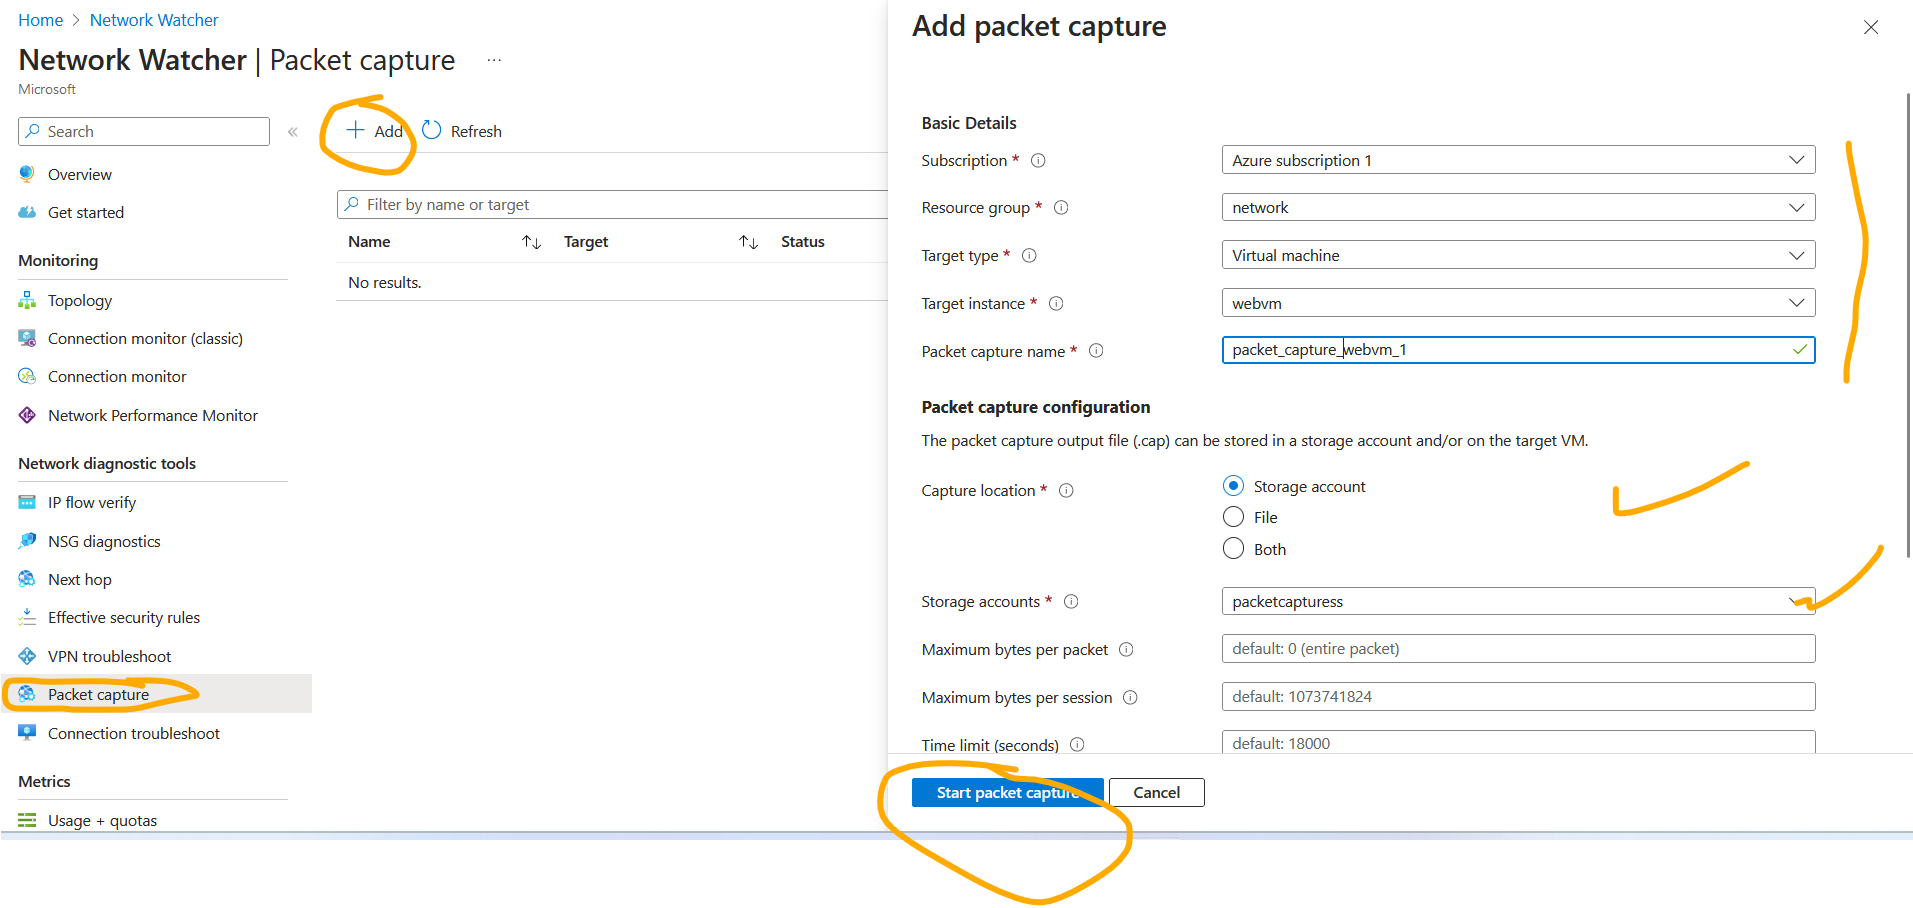 Home > Network Watcher
Network Watcher | Packet capture ...
Microsoft
Search «
Overview
Get started
Monitoring
Topology
Connection monitor (classic)
Connection monitor
Network Performance Monitor
Network diagnostic tools
IP flow verify
NSG diagnostics
Next hop
Effective security rules
VPN troubleshoot
Packet capture
Connection troubleshoot
Metrics
Usage + quotas
+ Add Refresh
Filter by name or target
Name ↑↓ Target ↑↓ Status
No results.
Add packet capture
Basic Details
Subscription * Azure subscription 1
Resource group * network
Target type * Virtual machine
Target instance * webvm
Packet capture name * packet_capture_webvm_1
Packet capture configuration
The packet capture output file (.cap) can be stored in a storage account and/or on the target VM.
Capture location * Storage account
File
Both
Storage accounts * packetcapturess
Maximum bytes per packet default: 0 (entire packet)
Maximum bytes per session default: 1073741824
Time limit (seconds) default: 18000
Start packet capture Cancel